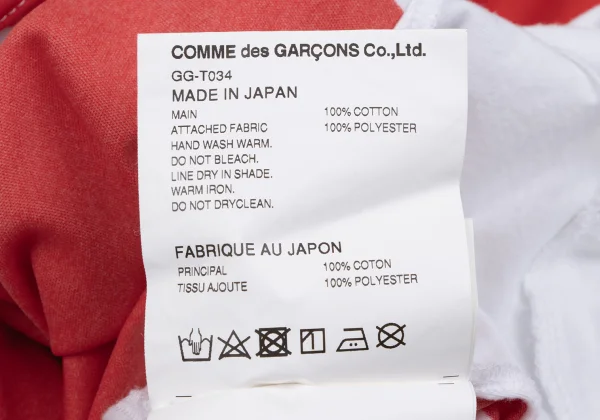 COMME des GARÇONS Co.,Ltd.
GG-T034
MADE IN JAPAN
MAIN 100% COTTON
ATTACHED FABRIC 100% POLYESTER
HAND WASH WARM.
DO NOT BLEACH.
LINE DRY IN SHADE.
WARM IRON.
DO NOT DRYCLEAN.
FABRIQUE AU JAPON
PRINCIPAL 100% COTON
TISSU AJOUTE 100% POLYESTER